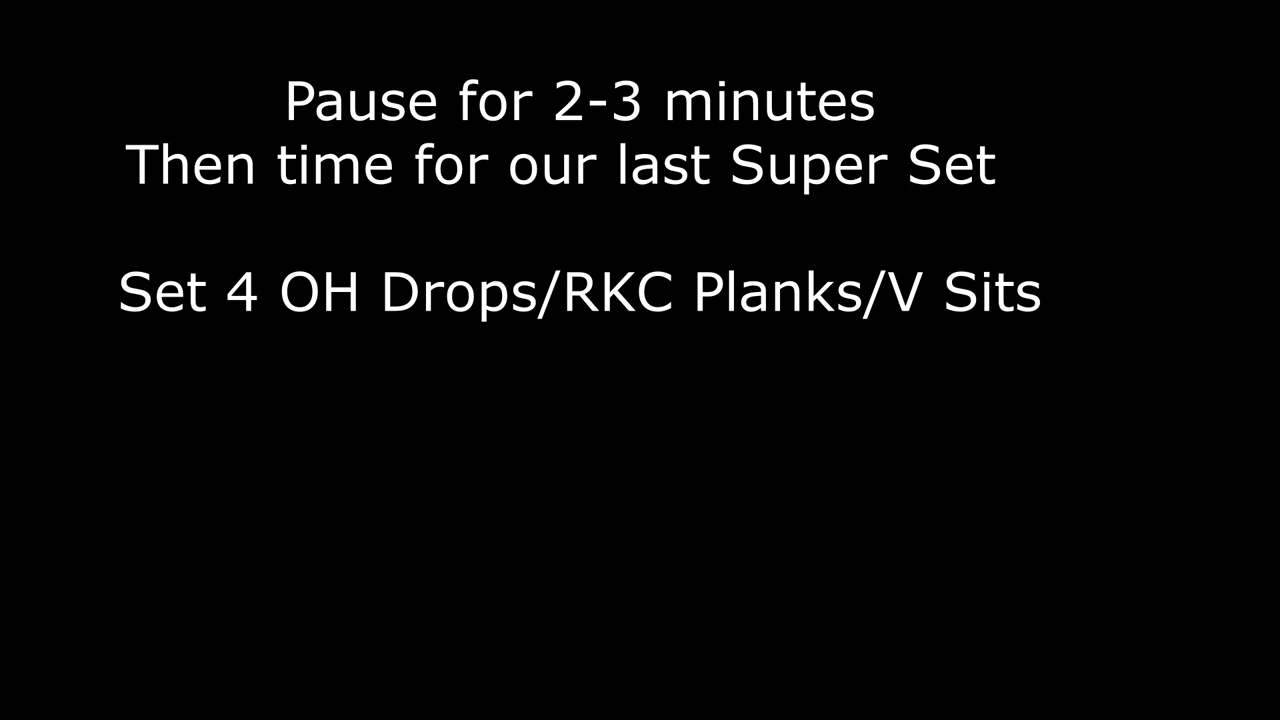 Pause for 2-3 minutes
Then time for our last Super Set
Set 4 OH Drops/RKC Planks/V Sits